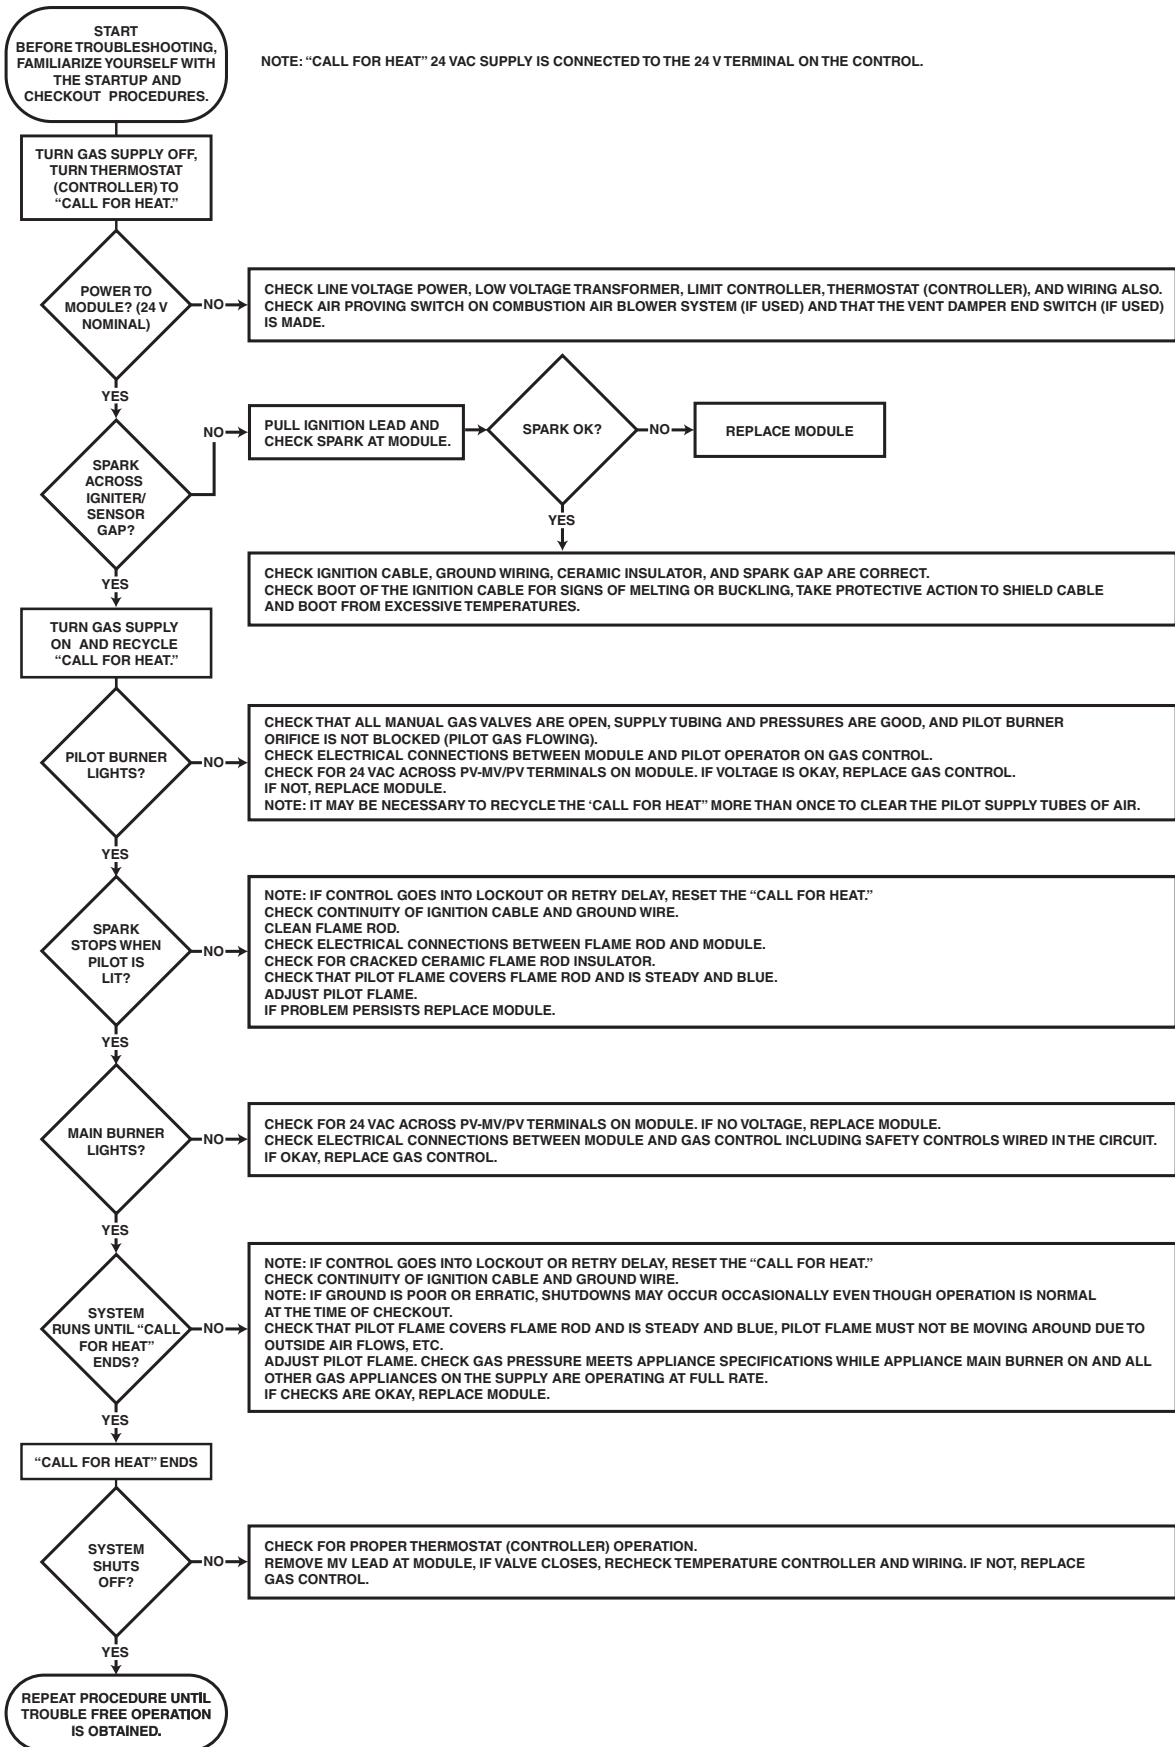 START
BEFORE TROUBLESHOOTING,
FAMILIARIZE YOURSELF WITH
THE STARTUP AND
CHECKOUT PROCEDURES.
NOTE: “CALL FOR HEAT” 24 VAC SUPPLY IS CONNECTED TO THE 24 V TERMINAL ON THE CONTROL.
TURN GAS SUPPLY OFF,
TURN THERMOSTAT
(CONTROLLER) TO
“CALL FOR HEAT.”
POWER TO
MODULE? (24 V
NOMINAL)
NO
CHECK LINE VOLTAGE POWER, LOW VOLTAGE TRANSFORMER, LIMIT CONTROLLER, THERMOSTAT (CONTROLLER), AND WIRING ALSO.
CHECK AIR PROVING SWITCH ON COMBUSTION AIR BLOWER SYSTEM (IF USED) AND THAT THE VENT DAMPER END SWITCH (IF USED)
IS MADE.
YES
SPARK
ACROSS
IGNITER/
SENSOR
GAP?
NO
PULL IGNITION LEAD AND
CHECK SPARK AT MODULE.
SPARK OK?
NO
REPLACE MODULE
YES
CHECK IGNITION CABLE, GROUND WIRING, CERAMIC INSULATOR, AND SPARK GAP ARE CORRECT.
CHECK BOOT OF THE IGNITION CABLE FOR SIGNS OF MELTING OR BUCKLING, TAKE PROTECTIVE ACTION TO SHIELD CABLE
AND BOOT FROM EXCESSIVE TEMPERATURES.
YES
TURN GAS SUPPLY
ON AND RECYCLE
“CALL FOR HEAT.”
PILOT BURNER
LIGHTS?
NO
CHECK THAT ALL MANUAL GAS VALVES ARE OPEN, SUPPLY TUBING AND PRESSURES ARE GOOD, AND PILOT BURNER
ORIFICE IS NOT BLOCKED (PILOT GAS FLOWING).
CHECK ELECTRICAL CONNECTIONS BETWEEN MODULE AND PILOT OPERATOR ON GAS CONTROL.
CHECK FOR 24 VAC ACROSS PV-MV/PV TERMINALS ON MODULE. IF VOLTAGE IS OKAY, REPLACE GAS CONTROL.
IF NOT, REPLACE MODULE.
NOTE: IT MAY BE NECESSARY TO RECYCLE THE ‘CALL FOR HEAT” MORE THAN ONCE TO CLEAR THE PILOT SUPPLY TUBES OF AIR.
YES
SPARK
STOPS WHEN
PILOT IS
LIT?
NO
NOTE: IF CONTROL GOES INTO LOCKOUT OR RETRY DELAY, RESET THE “CALL FOR HEAT.”
CHECK CONTINUITY OF IGNITION CABLE AND GROUND WIRE.
CLEAN FLAME ROD.
CHECK ELECTRICAL CONNECTIONS BETWEEN FLAME ROD AND MODULE.
CHECK FOR CRACKED CERAMIC FLAME ROD INSULATOR.
CHECK THAT PILOT FLAME COVERS FLAME ROD AND IS STEADY AND BLUE.
ADJUST PILOT FLAME.
IF PROBLEM PERSISTS REPLACE MODULE.
YES
MAIN BURNER
LIGHTS?
NO
CHECK FOR 24 VAC ACROSS PV-MV/PV TERMINALS ON MODULE. IF NO VOLTAGE, REPLACE MODULE.
CHECK ELECTRICAL CONNECTIONS BETWEEN MODULE AND GAS CONTROL INCLUDING SAFETY CONTROLS WIRED IN THE CIRCUIT.
IF OKAY, REPLACE GAS CONTROL.
YES
SYSTEM
RUNS UNTIL “CALL
FOR HEAT”
ENDS?
NO
NOTE: IF CONTROL GOES INTO LOCKOUT OR RETRY DELAY, RESET THE “CALL FOR HEAT.”
CHECK CONTINUITY OF IGNITION CABLE AND GROUND WIRE.
NOTE: IF GROUND IS POOR OR ERRATIC, SHUTDOWNS MAY OCCUR OCCASIONALLY EVEN THOUGH OPERATION IS NORMAL
AT THE TIME OF CHECKOUT.
CHECK THAT PILOT FLAME COVERS FLAME ROD AND IS STEADY AND BLUE, PILOT FLAME MUST NOT BE MOVING AROUND DUE TO
OUTSIDE AIR FLOWS, ETC.
ADJUST PILOT FLAME. CHECK GAS PRESSURE MEETS APPLIANCE SPECIFICATIONS WHILE APPLIANCE MAIN BURNER ON AND ALL
OTHER GAS APPLIANCES ON THE SUPPLY ARE OPERATING AT FULL RATE.
IF CHECKS ARE OKAY, REPLACE MODULE.
YES
“CALL FOR HEAT” ENDS
SYSTEM
SHUTS
OFF?
NO
CHECK FOR PROPER THERMOSTAT (CONTROLLER) OPERATION.
REMOVE MV LEAD AT MODULE, IF VALVE CLOSES, RECHECK TEMPERATURE CONTROLLER AND WIRING. IF NOT, REPLACE
GAS CONTROL.
YES
REPEAT PROCEDURE UNTIL
TROUBLE FREE OPERATION
IS OBTAINED.